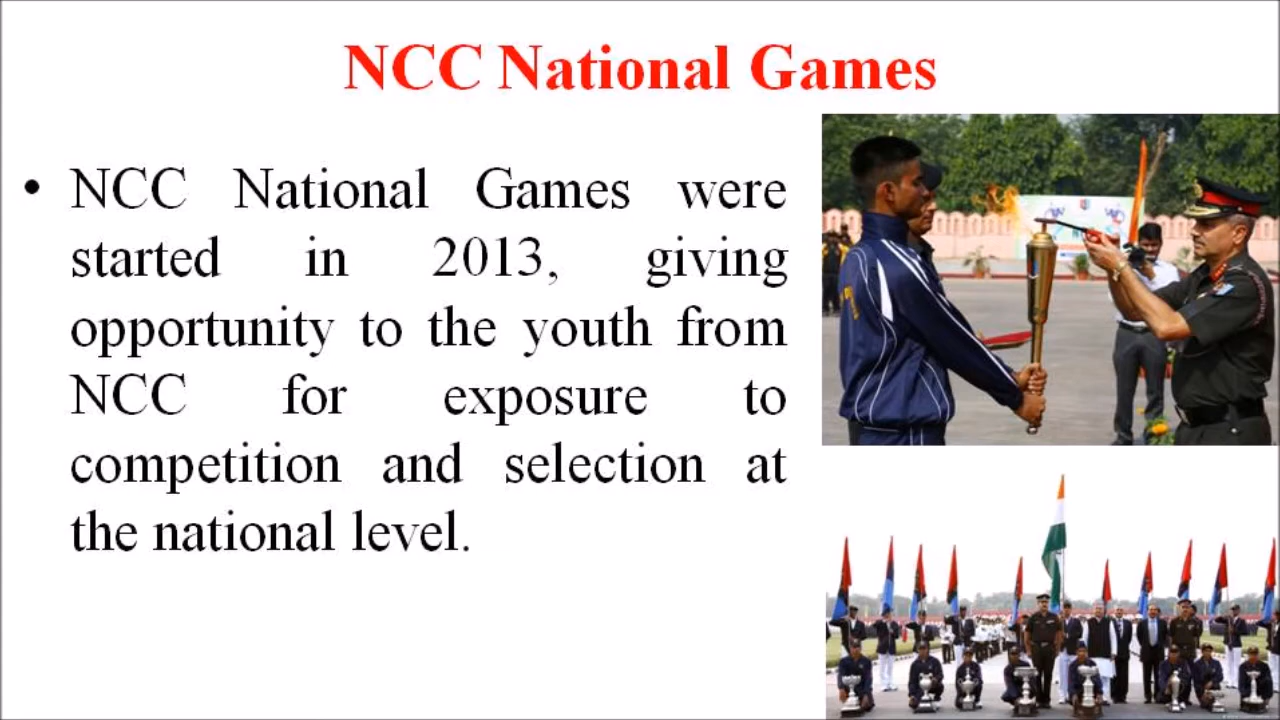 NCC National Games
• NCC National Games were
started in 2013, giving
opportunity to the youth from
NCC for exposure to
competition and selection at
the national level.